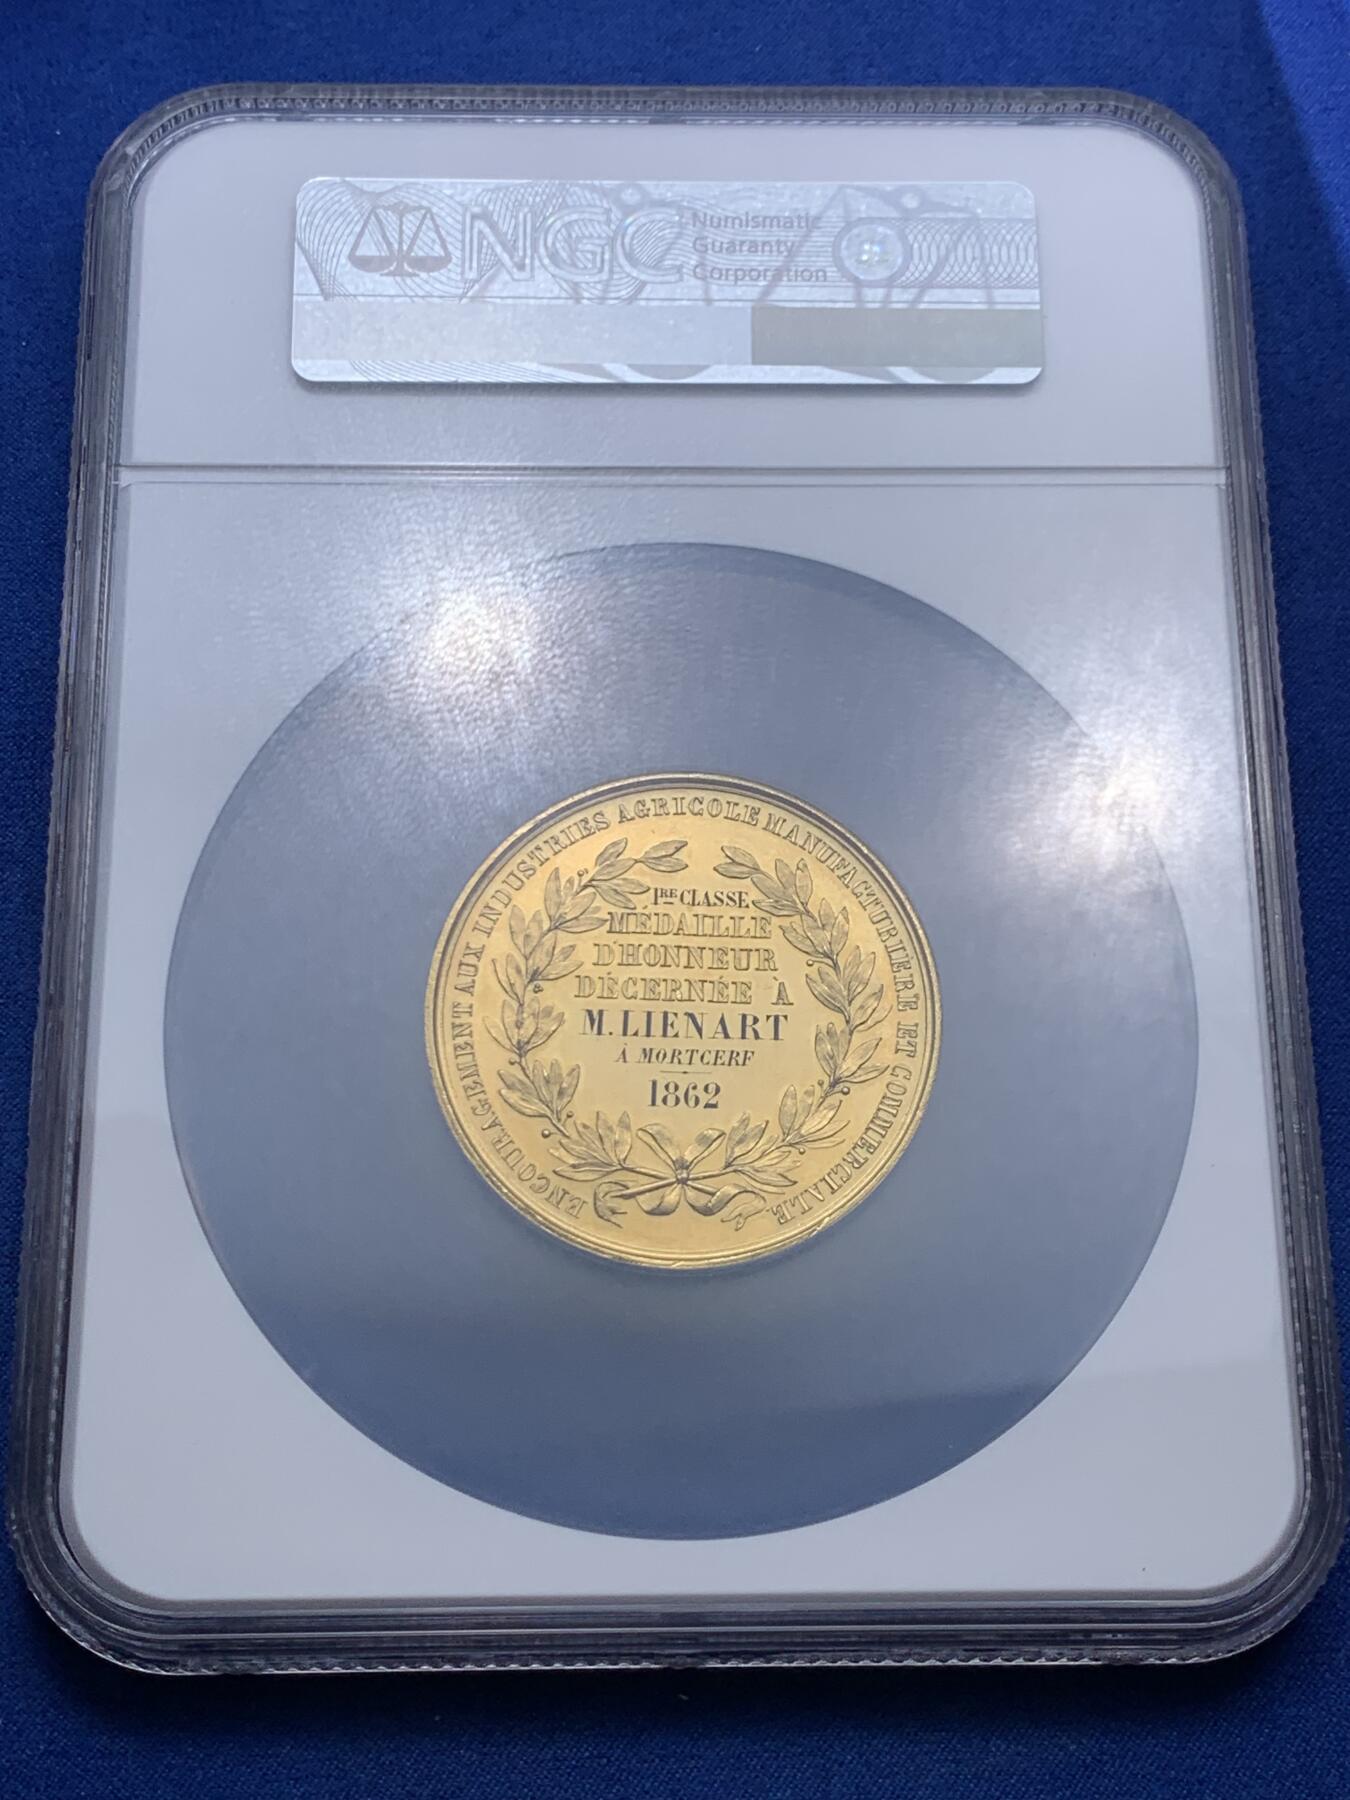 NGC
Numismatic
Guaranty
Corporation
ENCOURAGEMENT AUX INDUSTRIES AGRICOLE MANUFACTURIÈRE ET COMMERCIALE.
1RE CLASSE
MÉDAILLE
D'HONNEUR
DÉCERNÉE À
M. LIENART
À MORTCERF
1862